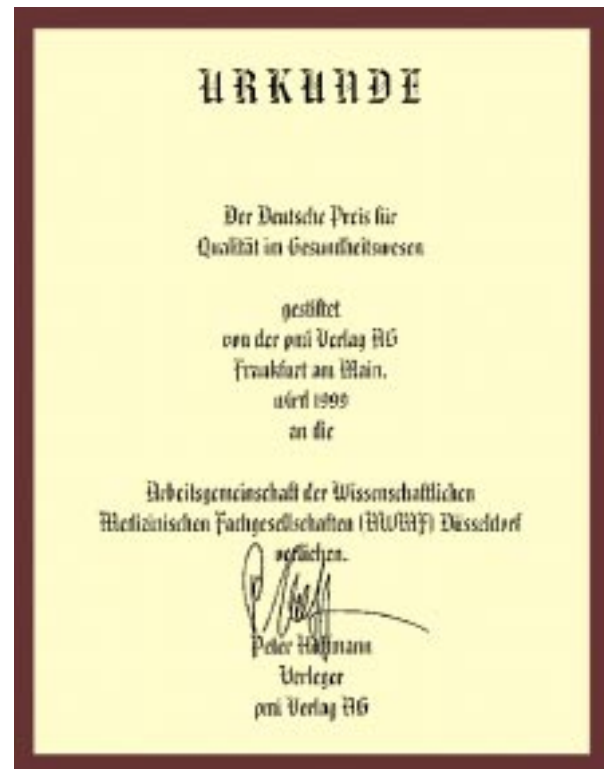 URKUNDE
Der Deutsche Preis für
Qualität im Gesundheitswesen
gestiftet
von der pmi Verlag AG
Frankfurt am Main,
wird 1999
an die
Arbeitsgemeinschaft der Wissenschaftlichen
Medizinischen Fachgesellschaften (AWMF) Düsseldorf
verliehen.
Peter
Verleger
pmi Verlag AG